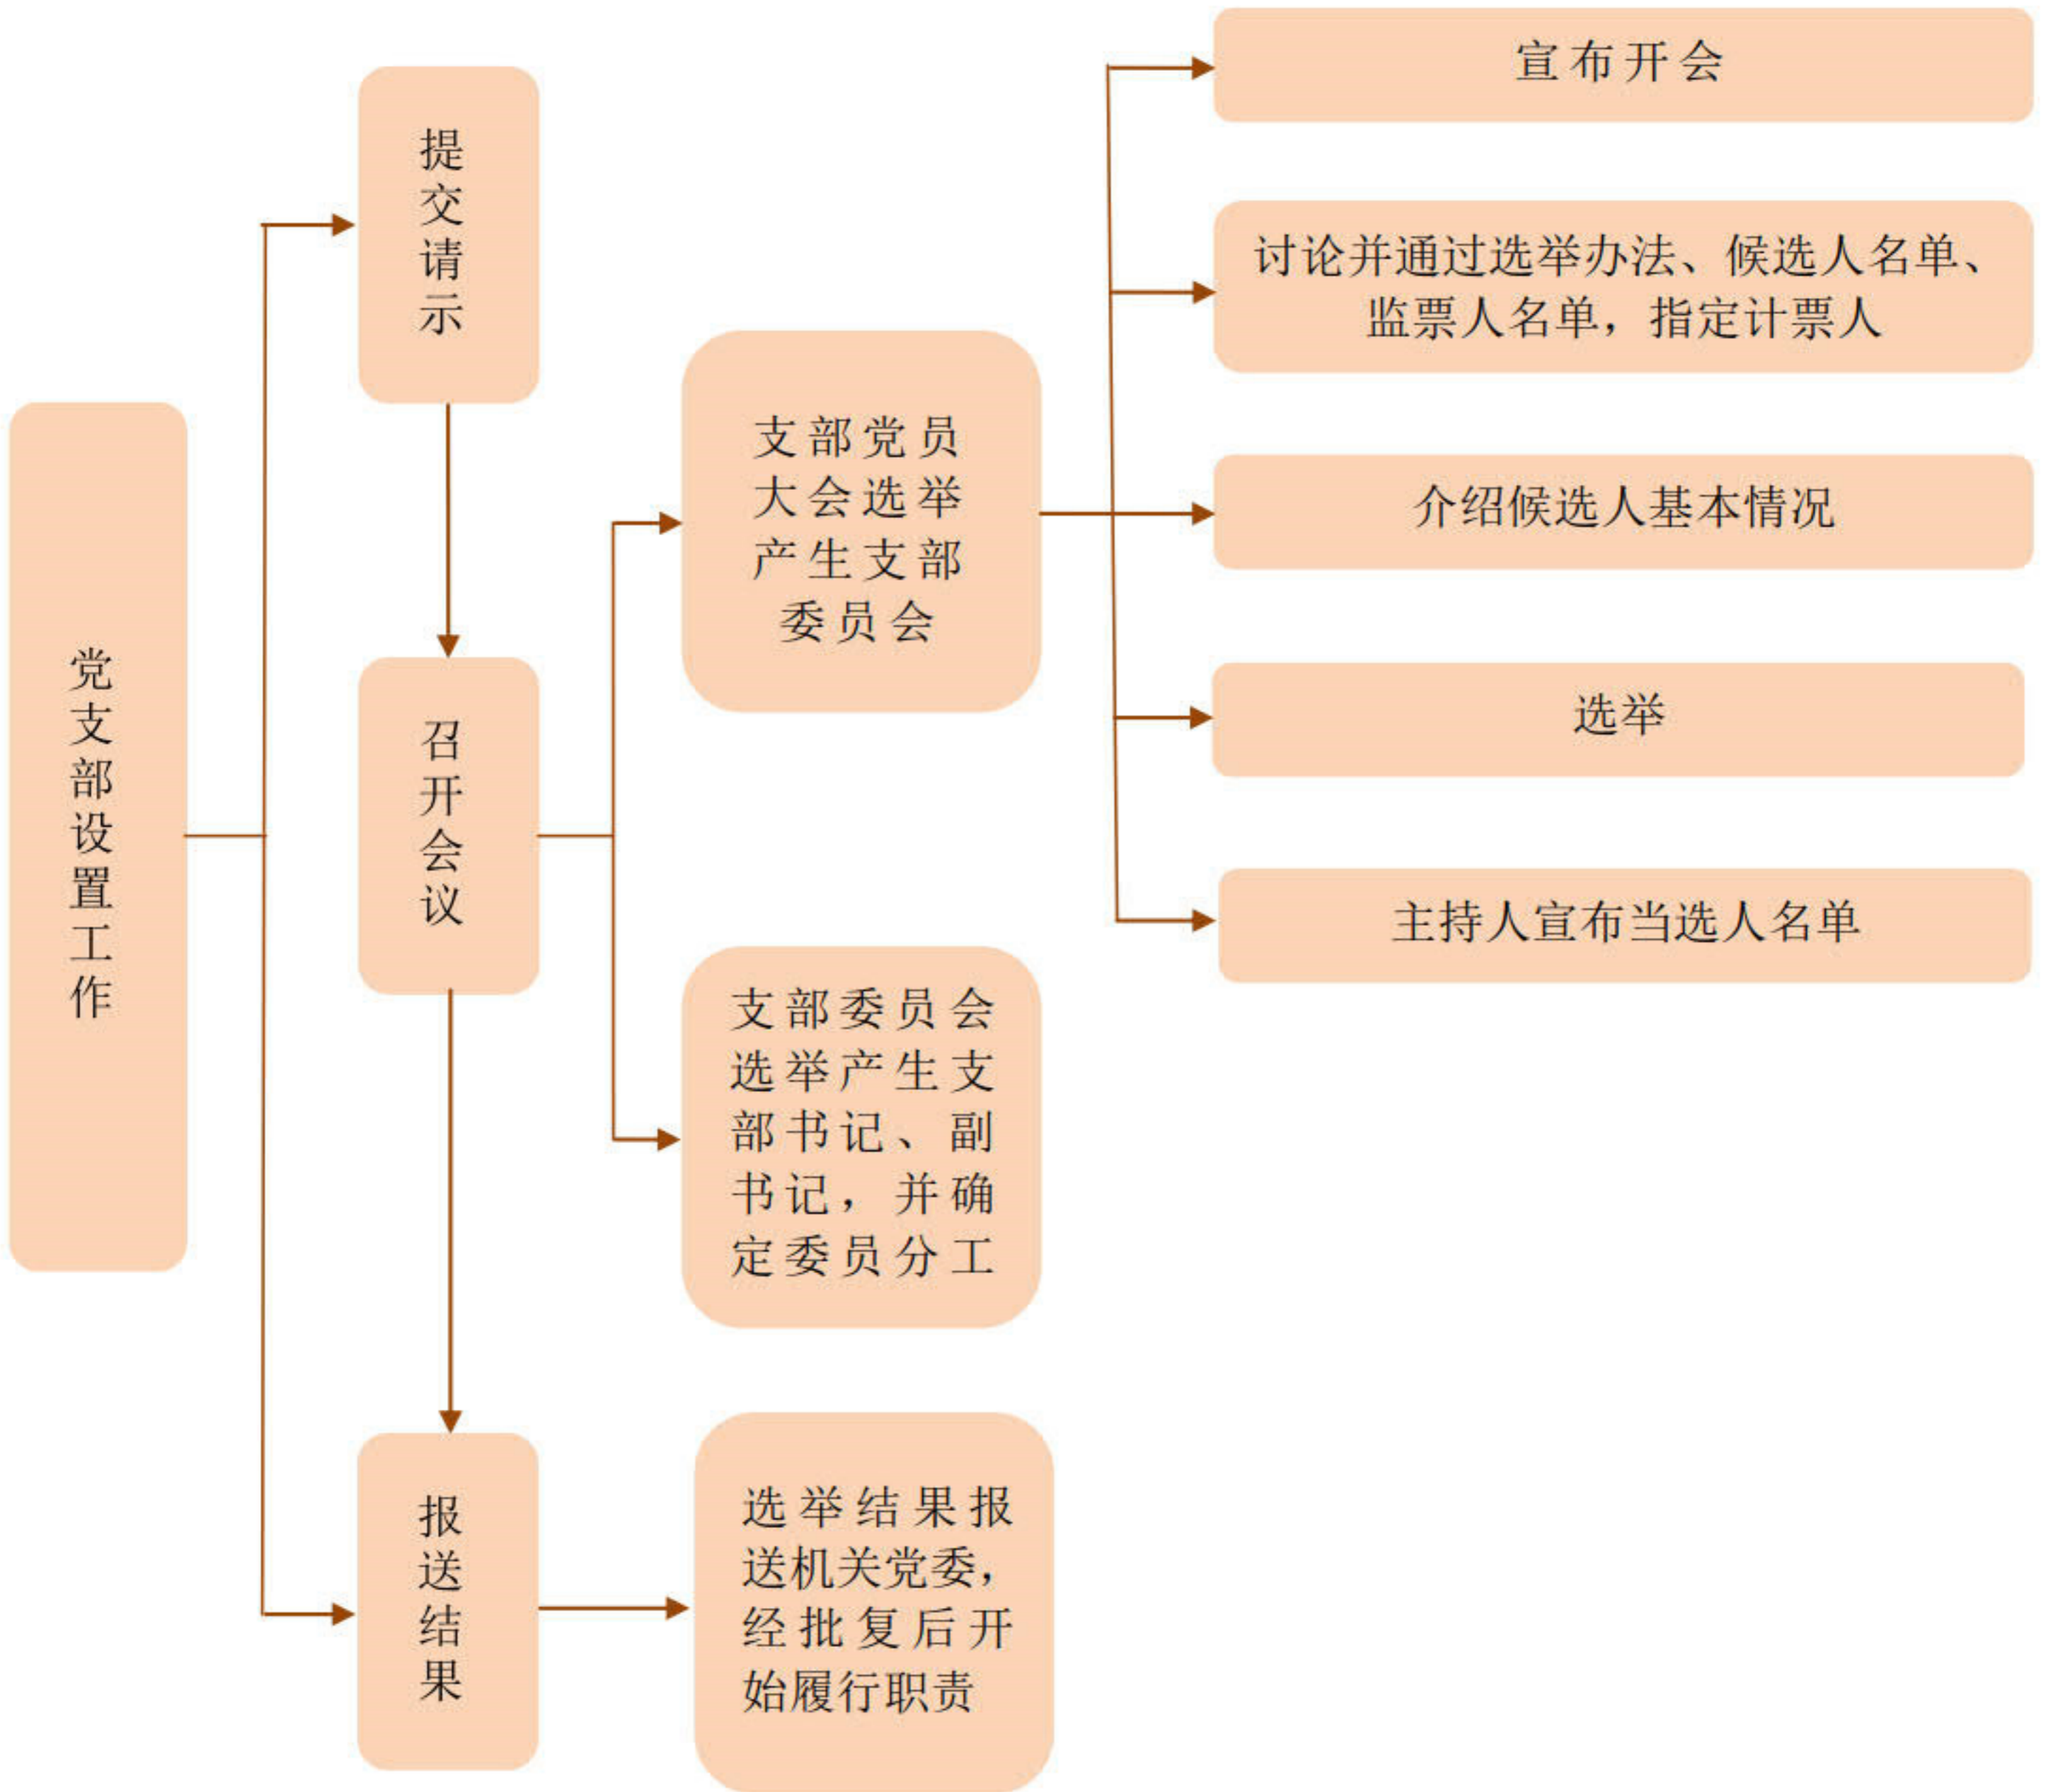 党支部设置工作
提交请示
召开会议
报送结果
支部党员
大会选举
产生支部
委员会
支部委员会
选举产生支
部书记、副
书记，并确
定委员分工
选举结果报
送机关党委，
经批复后开
始履行职责
宣布开会
讨论并通过选举办法、候选人名单、
监票人名单，指定计票人
介绍候选人基本情况
选举
主持人宣布当选人名单